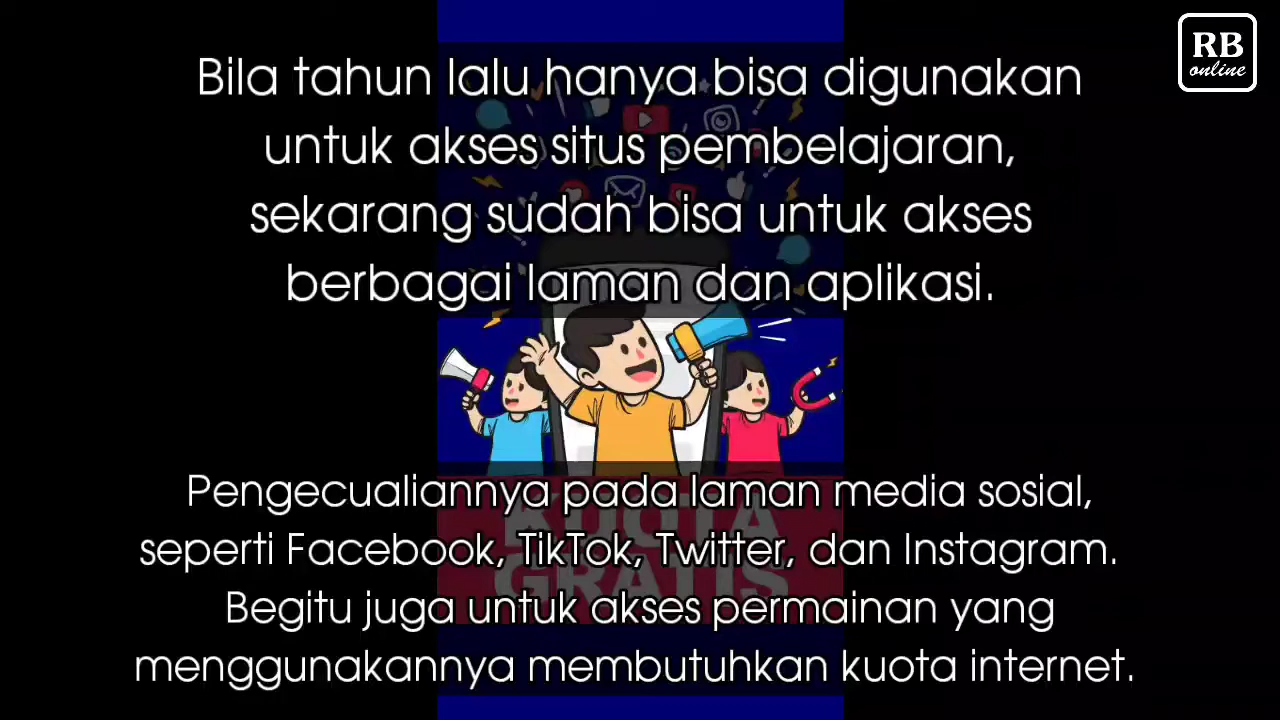 RB
online
Bila tahun lalu hanya bisa digunakan
untuk akses situs pembelajaran,
sekarang sudah bisa untuk akses
berbagai laman dan aplikasi.
Pengecualiannya pada laman media sosial,
seperti Facebook, TikTok, Twitter, dan Instagram.
KUOTA
GRATIS
Begitu juga untuk akses permainan yang
menggunakannya membutuhkan kuota internet.